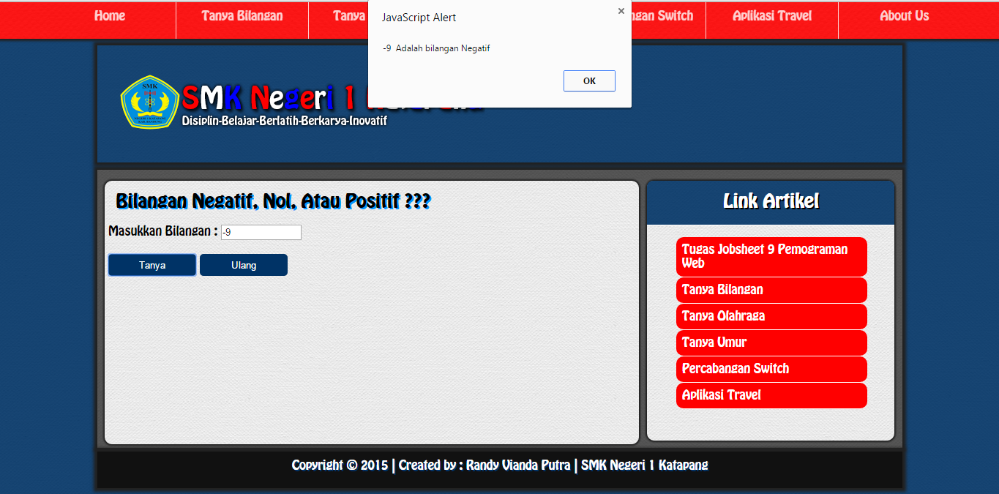 Home
Tanya Bilangan
Tanya
ngan Switch
Aplikasi Travel
About Us
JavaScript Alert
-9 Adalah bilangan Negatif
OK
SMK
SMK Negeri 1
Disiplin-Belajar-Berlatih-Berkarya-Inovatif
Bilangan Negatif, Nol, Atau Positif ???
Masukkan Bilangan : -9
Tanya Ulang
Link Artikel
Tugas Jobsheet 9 Pemograman
Web
Tanya Bilangan
Tanya Olahraga
Tanya Umur
Percabangan Switch
Aplikasi Travel
Copyright © 2015 | Created by : Randy Vianda Putra | SMK Negeri 1 Katapang